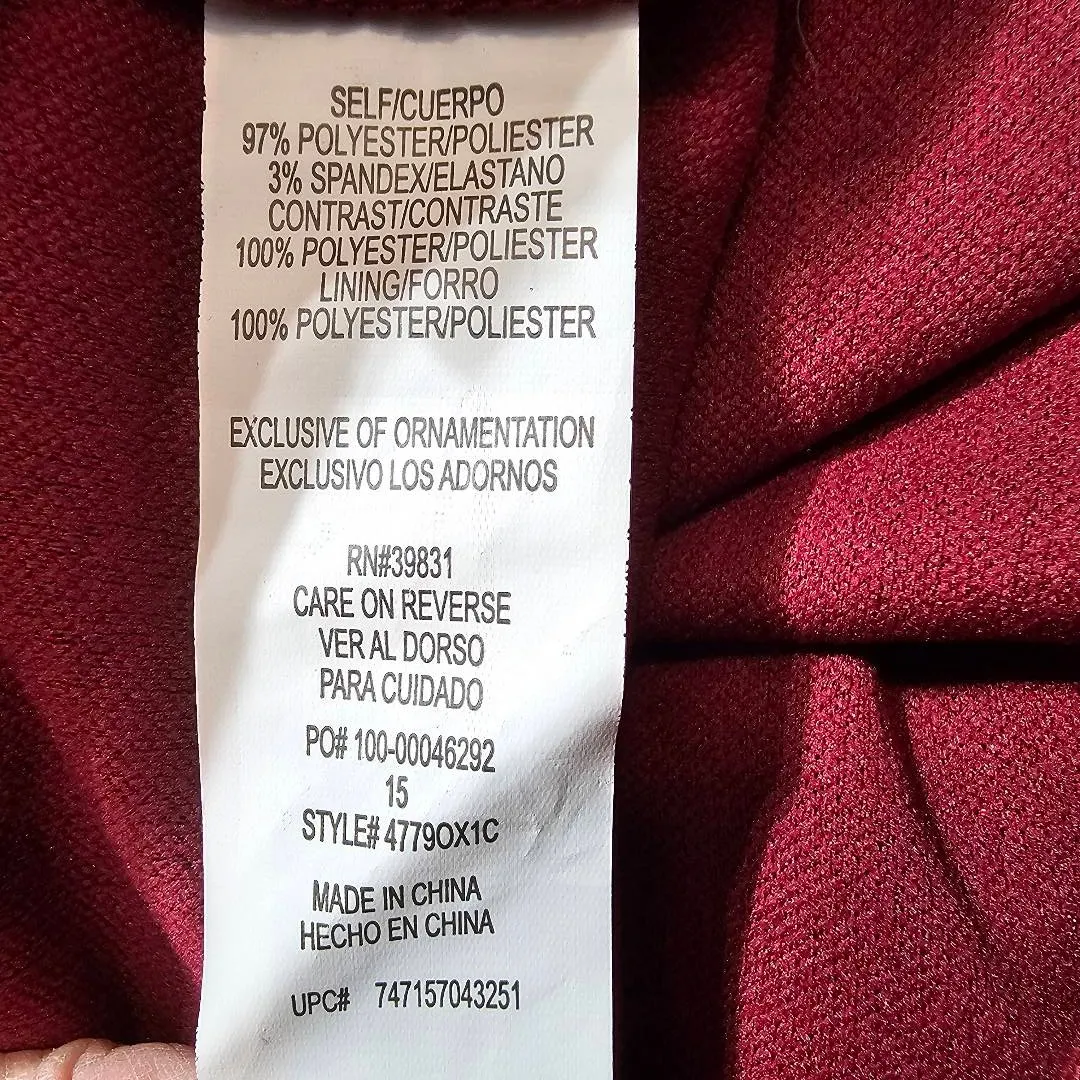 SELF/CUERPO
97% POLYESTER/POLIESTER
3% SPANDEX/ELASTANO
CONTRAST/CONTRASTE
100% POLYESTER/POLIESTER
LINING/FORRO
100% POLYESTER/POLIESTER
EXCLUSIVE OF ORNAMENTATION
EXCLUSIVO LOS ADORNOS
RN#39831
CARE ON REVERSE
VER AL DORSO
PARA CUIDADO
PO# 100-00046292
15
STYLE# 4779OX1C
MADE IN CHINA
HECHO EN CHINA
UPC# 747157043251